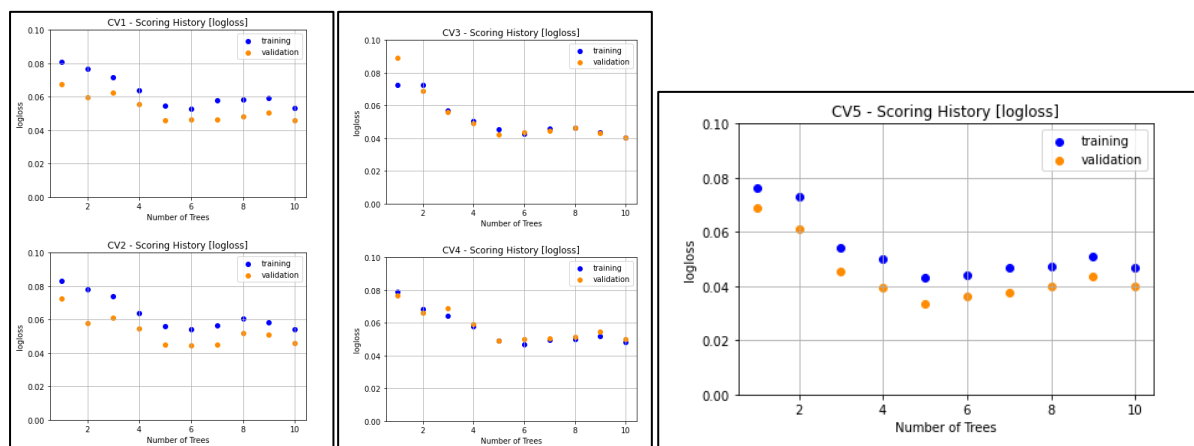 CV1 - Scoring History [logloss]
0.10
0.08
0.06
0.04
0.02
0.00
logloss
training
validation
2 4 6 8 10
Number of Trees
CV2 - Scoring History [logloss]
0.10
0.08
0.06
0.04
0.02
0.00
logloss
training
validation
2 4 6 8 10
Number of Trees
CV3 - Scoring History [logloss]
0.10
0.08
0.06
0.04
0.02
0.00
logloss
training
validation
2 4 6 8 10
Number of Trees
CV4 - Scoring History [logloss]
0.10
0.08
0.06
0.04
0.02
0.00
logloss
training
validation
2 4 6 8 10
Number of Trees
CV5 - Scoring History [logloss]
0.10
0.08
0.06
0.04
0.02
0.00
logloss
training
validation
2 4 6 8 10
Number of Trees